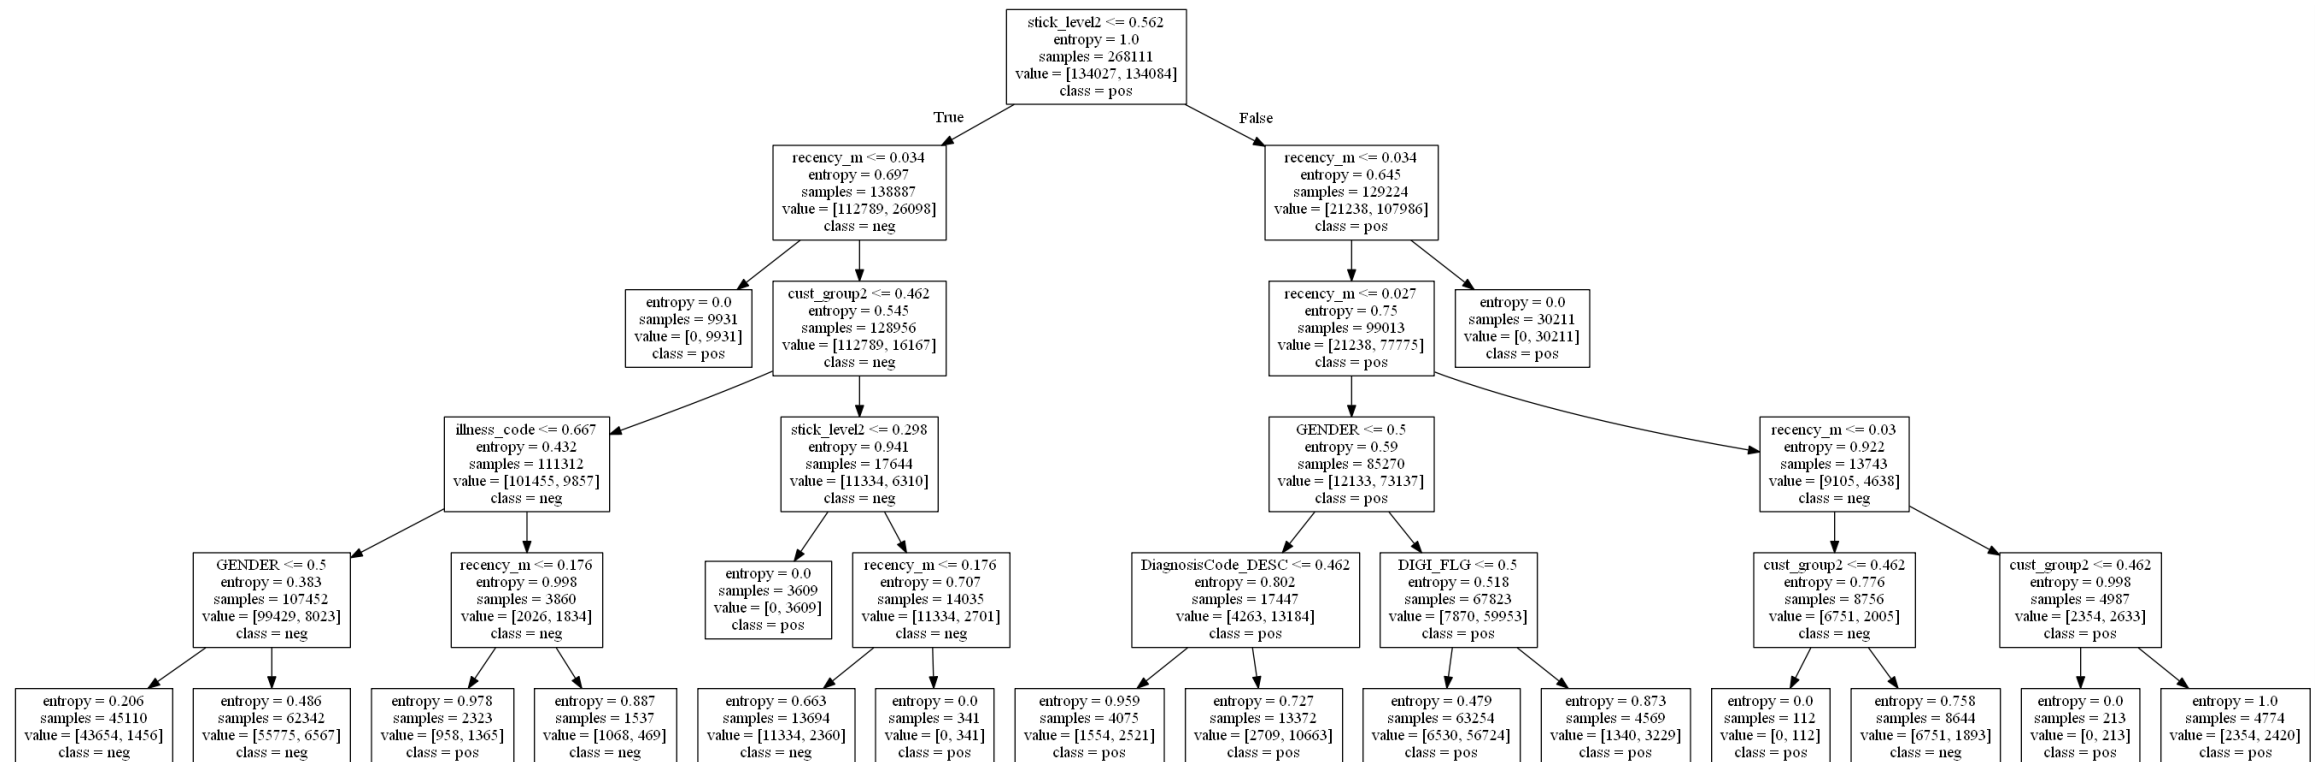 stick_level2 <= 0.562
entropy = 1.0
samples = 268111
value = [134027, 134084]
class = pos
True
False
recency_m <= 0.034
entropy = 0.697
samples = 138887
value = [112789, 26098]
class = neg
recency_m <= 0.034
entropy = 0.645
samples = 129224
value = [21238, 107986]
class = pos
entropy = 0.0
samples = 9931
value = [0, 9931]
class = pos
cust_group2 <= 0.462
entropy = 0.545
samples = 128956
value = [112789, 16167]
class = neg
recency_m <= 0.027
entropy = 0.75
samples = 99013
value = [21238, 77775]
class = pos
entropy = 0.0
samples = 30211
value = [0, 30211]
class = pos
illness_code <= 0.667
entropy = 0.432
samples = 111312
value = [101455, 9857]
class = neg
stick_level2 <= 0.298
entropy = 0.941
samples = 17644
value = [11334, 6310]
class = neg
GENDER <= 0.5
entropy = 0.59
samples = 85270
value = [12133, 73137]
class = pos
recency_m <= 0.03
entropy = 0.922
samples = 13743
value = [9105, 4638]
class = neg
GENDER <= 0.5
entropy = 0.383
samples = 107452
value = [99429, 8023]
class = neg
recency_m <= 0.176
entropy = 0.998
samples = 3860
value = [2026, 1834]
class = neg
entropy = 0.0
samples = 3609
value = [0, 3609]
class = pos
recency_m <= 0.176
entropy = 0.707
samples = 14035
value = [11334, 2701]
class = neg
DiagnosisCode_DESC <= 0.462
entropy = 0.802
samples = 17447
value = [4263, 13184]
class = pos
DIGI_FLG <= 0.5
entropy = 0.518
samples = 67823
value = [7870, 59953]
class = pos
cust_group2 <= 0.462
entropy = 0.776
samples = 8756
value = [6751, 2005]
class = neg
cust_group2 <= 0.462
entropy = 0.998
samples = 4987
value = [2354, 2633]
class = pos
entropy = 0.206
samples = 45110
value = [43654, 1456]
class = neg
entropy = 0.486
samples = 62342
value = [55775, 6567]
class = neg
entropy = 0.978
samples = 2323
value = [958, 1365]
class = pos
entropy = 0.887
samples = 1537
value = [1068, 469]
class = neg
entropy = 0.663
samples = 13694
value = [11334, 2360]
class = neg
entropy = 0.0
samples = 341
value = [0, 341]
class = pos
entropy = 0.959
samples = 4075
value = [1554, 2521]
class = pos
entropy = 0.727
samples = 13372
value = [2709, 10663]
class = pos
entropy = 0.479
samples = 63254
value = [6530, 56724]
class = pos
entropy = 0.873
samples = 4569
value = [1340, 3229]
class = pos
entropy = 0.0
samples = 112
value = [0, 112]
class = pos
entropy = 0.758
samples = 8644
value = [6751, 1893]
class = neg
entropy = 0.0
samples = 213
value = [0, 213]
class = pos
entropy = 1.0
samples = 4774
value = [2354, 2420]
class = pos